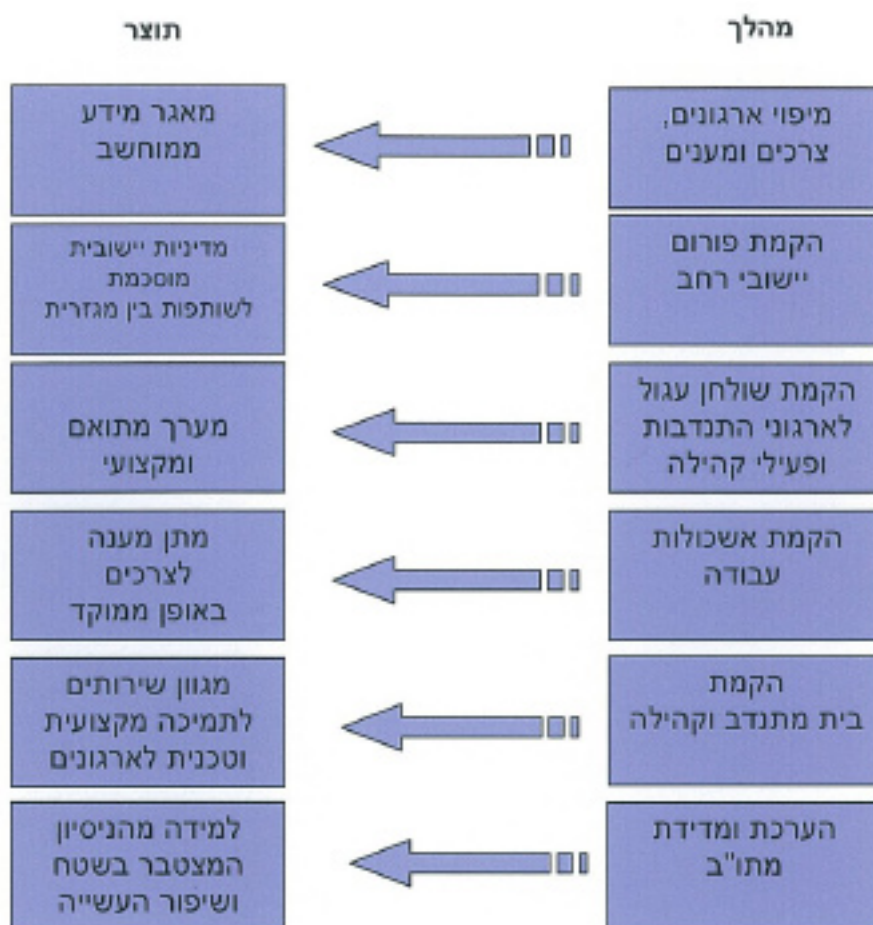 מהלך
תוצר
מיפוי ארגונים,
צרכים ומענים
מאגר מידע
ממוחשב
הקמת פורום
יישובי רחב
מדיניות יישובית
מוסכמת
לשותפות בין מגזרית
הקמת שולחן עגול
לארגוני התנדבות
ופעילי קהילה
מערך מתואם
ומקצועי
הקמת אשכולות
עבודה
מתן מענה
לצרכים
באופן ממוקד
הקמת
בית מתנדב וקהילה
מגוון שירותים
לתמיכה מקצועית
וטכנית לארגונים
הערכת ומדידת
מתו"ב
למידה מהניסיון
המצטבר בשטח
ושיפור העשייה